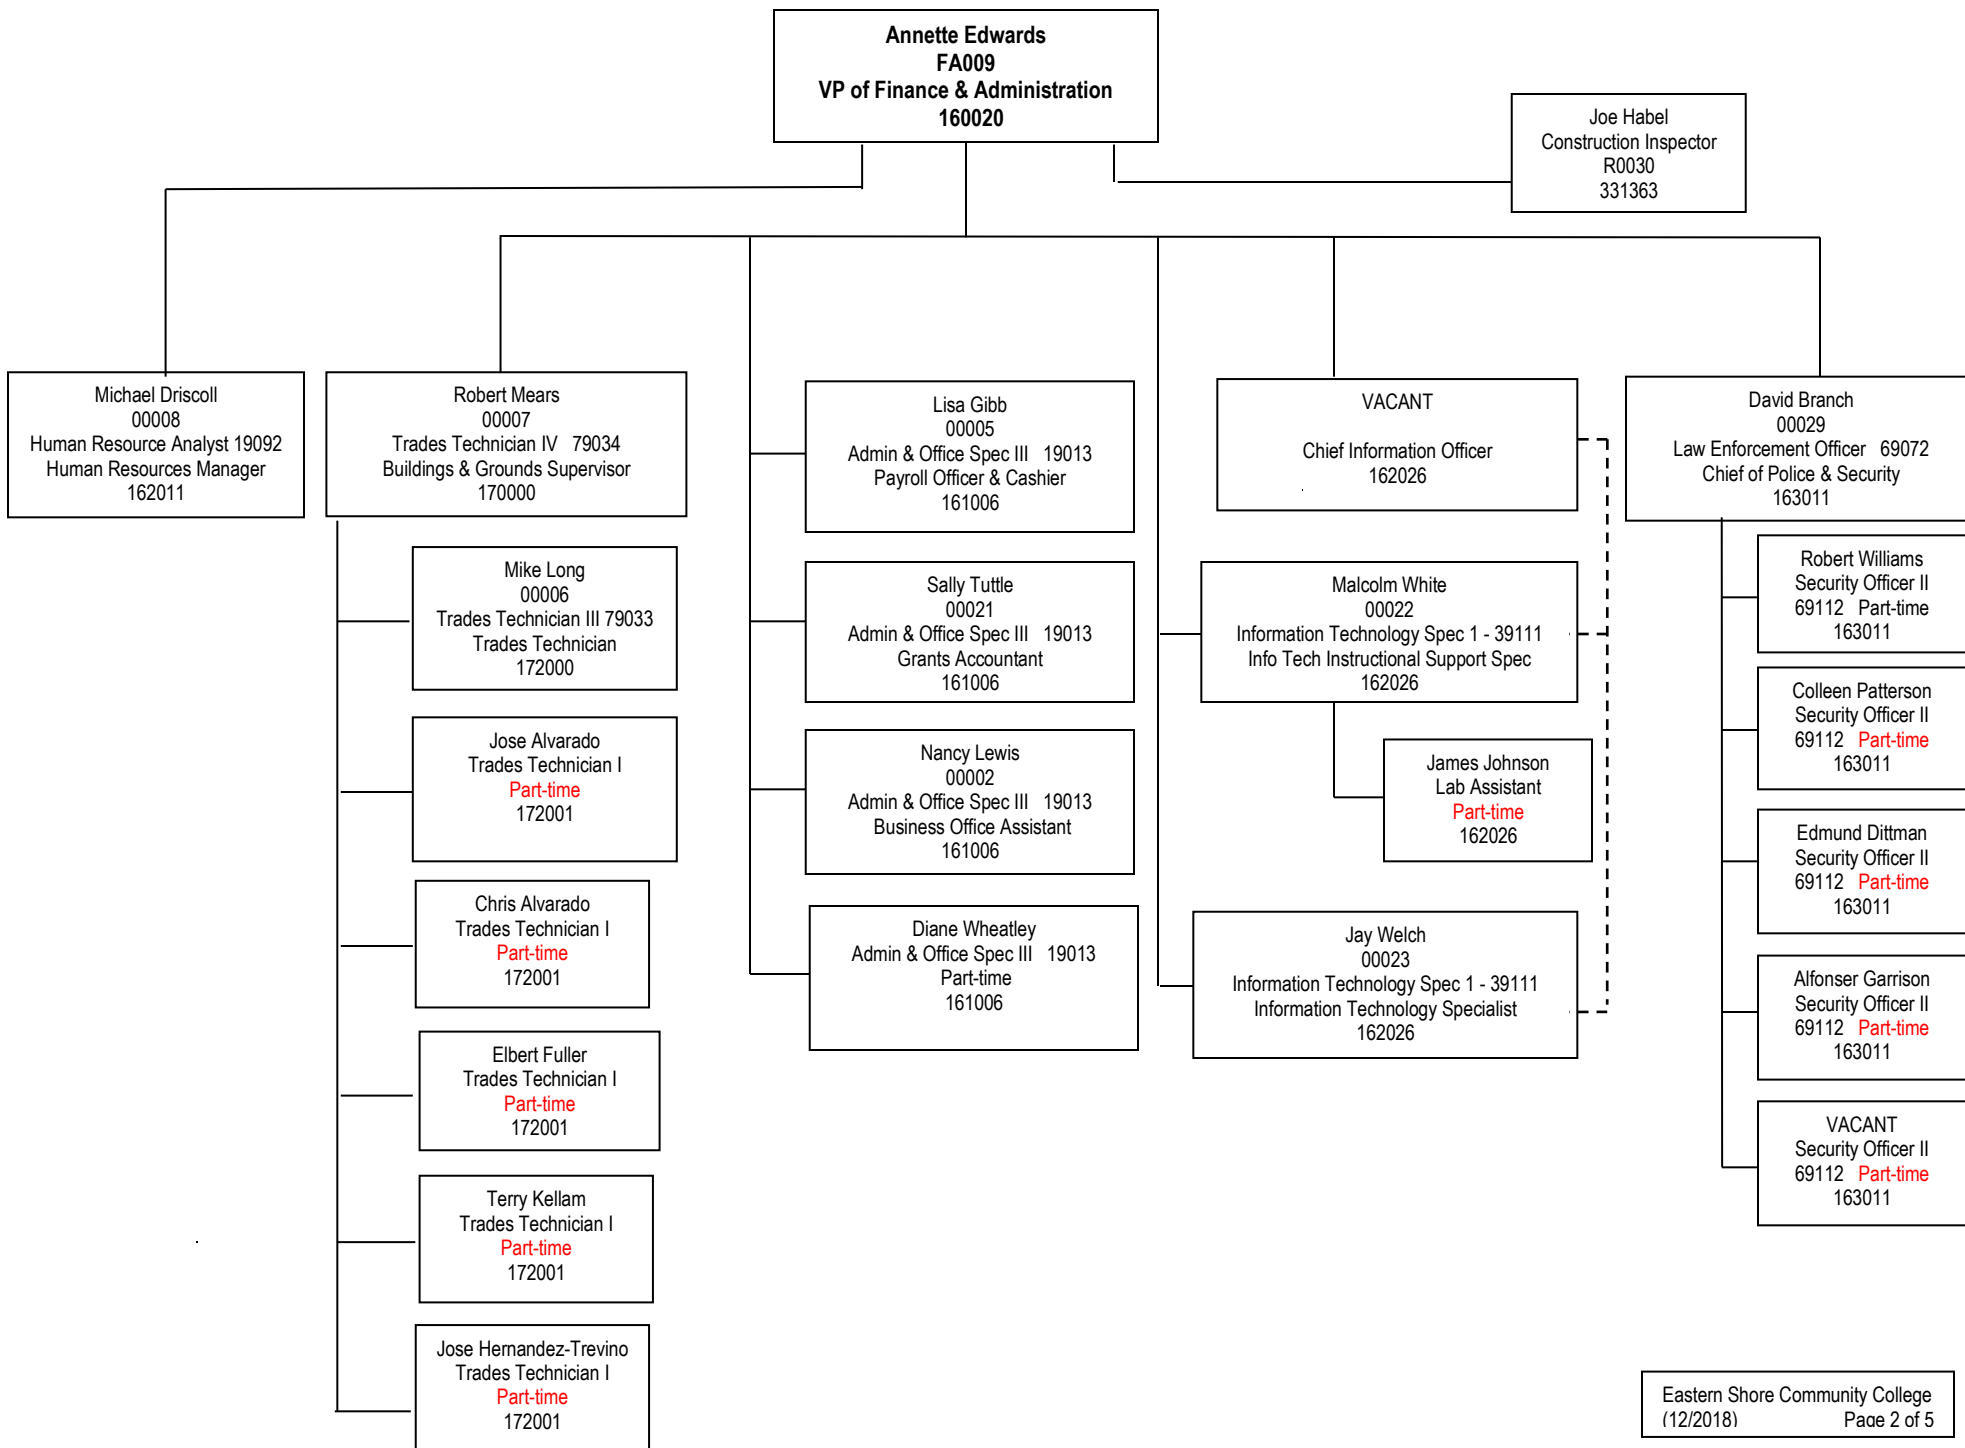 Annette Edwards
FA009
VP of Finance & Administration
160020
Joe Habel
Construction Inspector
R0030
331363
Michael Driscoll
00008
Human Resource Analyst 19092
Human Resources Manager
162011
Robert Mears
00007
Trades Technician IV 79034
Buildings & Grounds Supervisor
170000
Mike Long
00006
Trades Technician III 79033
Trades Technician
172000
Jose Alvarado
Trades Technician I
Part-time
172001
Chris Alvarado
Trades Technician I
Part-time
172001
Elbert Fuller
Trades Technician I
Part-time
172001
Terry Kellam
Trades Technician I
Part-time
172001
Jose Hernandez-Trevino
Trades Technician I
Part-time
172001
Lisa Gibb
00005
Admin & Office Spec III 19013
Payroll Officer & Cashier
161006
Sally Tuttle
00021
Admin & Office Spec III 19013
Grants Accountant
161006
Nancy Lewis
00002
Admin & Office Spec III 19013
Business Office Assistant
161006
Diane Wheatley
Admin & Office Spec III 19013
Part-time
161006
VACANT
Chief Information Officer
162026
Malcolm White
00022
Information Technology Spec 1 - 39111
Info Tech Instructional Support Spec
162026
James Johnson
Lab Assistant
Part-time
162026
Jay Welch
00023
Information Technology Spec 1 - 39111
Information Technology Specialist
162026
David Branch
00029
Law Enforcement Officer 69072
Chief of Police & Security
163011
Robert Williams
Security Officer II
69112 Part-time
163011
Colleen Patterson
Security Officer II
69112 Part-time
163011
Edmund Dittman
Security Officer II
69112 Part-time
163011
Alfonser Garrison
Security Officer II
69112 Part-time
163011
VACANT
Security Officer II
69112 Part-time
163011
Eastern Shore Community College
(12/2018) Page 2 of 5